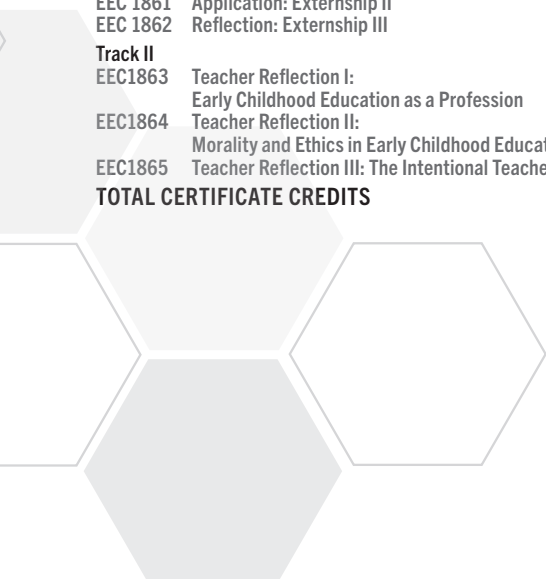 EEC 1861 Application: Externship II
EEC 1862 Reflection: Externship III
Track II
EEC1863 Teacher Reflection I:
Early Childhood Education as a Profession
EEC1864 Teacher Reflection II:
Morality and Ethics in Early Childhood
EEC1865 Teacher Reflection III: The Intentional
TOTAL CERTIFICATE CREDITS